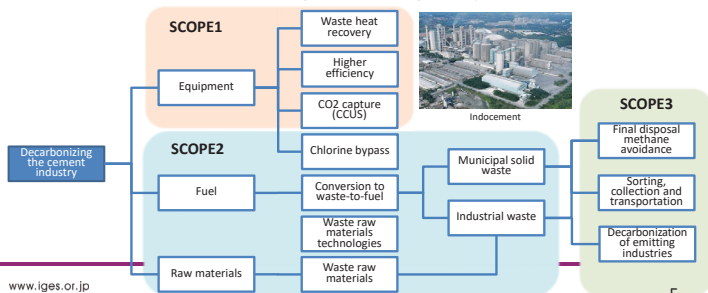 SCOPE1
Waste heat
recovery
Higher
efficiency
Equipment
CO2 capture
(CCUS)
Chlorine bypass
Indocement
SCOPE3
Final disposal
methane
avoidance
Sorting,
collection and
transportation
Decarbonization
of emitting
industries
Decarbonizing
the cement
industry
SCOPE2
Fuel
Conversion to
waste-to-fuel
Municipal solid
waste
Industrial waste
Waste raw
materials
technologies
Raw materials
Waste raw
materials
www.iges.or.jp
5